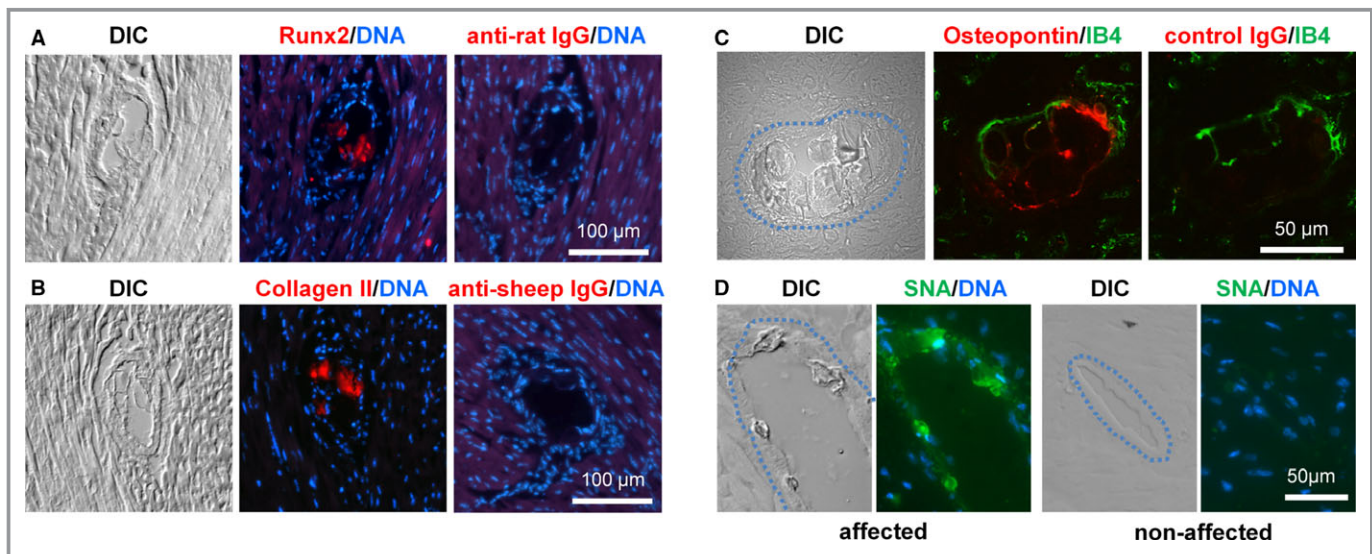 A DIC Runx2/DNA anti-rat IgG/DNA
100 µm
B DIC Collagen II/DNA anti-sheep IgG/DNA
100 µm
C DIC Osteopontin/IB4 control IgG/IB4
50 µm
D DIC SNA/DNA DIC SNA/DNA
50µm
affected non-affected